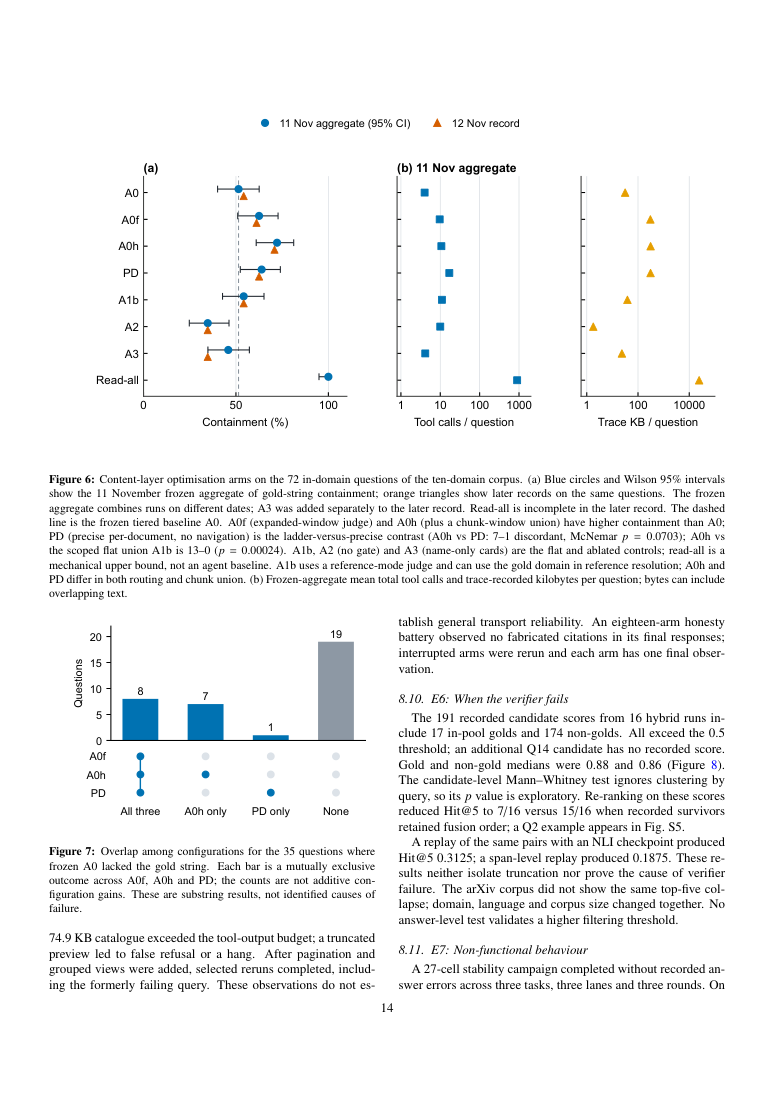 11 Nov aggregate (95% CI)
12 Nov record
(a)
A0
A0f
A0h
PD
A1b
A2
A3
Read-all
0
50
100
Containment (%)
(b) 11 Nov aggregate
1
10
100
1000
Tool calls / question
1
100
10000
Trace KB / question
Figure 6: Content-layer optimisation arms on the 72 in-domain questions of the ten-domain corpus. (a) Blue circles and Wilson 95% intervals
show the 11 November frozen aggregate of gold-string containment; orange triangles show later records on the same questions. The frozen
aggregate combines runs on different dates; A3 was added separately to the later record. Read-all is incomplete in the later record. The dashed
line is the frozen tiered baseline A0. A0f (expanded-window judge) and A0h (plus a chunk-window union) have higher containment than A0;
PD (precise per-document, no navigation) is the ladder-versus-precise contrast (A0h vs PD: 7–1 discordant, McNemar p = 0.0703); A0h vs
the scoped flat union A1b is 13–0 (p = 0.00024). A1b, A2 (no gate) and A3 (name-only cards) are the flat and ablated controls; read-all is a
mechanical upper bound, not an agent baseline. A1b uses a reference-mode judge and can use the gold domain in reference resolution; A0h and
PD differ in both routing and chunk union. (b) Frozen-aggregate mean total tool calls and trace-recorded kilobytes per question; bytes can include
overlapping text.
Questions
20
15
10
5
0
8
7
1
19
A0f
A0h
PD
All three
A0h only
PD only
None
Figure 7: Overlap among configurations for the 35 questions where
frozen A0 lacked the gold string. Each bar is a mutually exclusive
outcome across A0f, A0h and PD; the counts are not additive con-
figuration gains. These are substring results, not identified causes of
failure.
74.9 KB catalogue exceeded the tool-output budget; a truncated
preview led to false refusal or a hang. After pagination and
grouped views were added, selected reruns completed, includ-
ing the formerly failing query. These observations do not es-
tablish general transport reliability. An eighteen-arm honesty
battery observed no fabricated citations in its final responses;
interrupted arms were rerun and each arm has one final obser-
vation.
8.10. E6: When the verifier fails
The 191 recorded candidate scores from 16 hybrid runs in-
clude 17 in-pool golds and 174 non-golds. All exceed the 0.5
threshold; an additional Q14 candidate has no recorded score.
Gold and non-gold medians were 0.88 and 0.86 (Figure 8).
The candidate-level Mann–Whitney test ignores clustering by
query, so its p value is exploratory. Re-ranking on these scores
reduced Hit@5 to 7/16 versus 15/16 when recorded survivors
retained fusion order; a Q2 example appears in Fig. S5.
A replay of the same pairs with an NLI checkpoint produced
Hit@5 0.3125; a span-level replay produced 0.1875. These re-
sults neither isolate truncation nor prove the cause of verifier
failure. The arXiv corpus did not show the same top-five col-
lapse; domain, language and corpus size changed together. No
answer-level test validates a higher filtering threshold.
8.11. E7: Non-functional behaviour
A 27-cell stability campaign completed without recorded an-
swer errors across three tasks, three lanes and three rounds. On
14